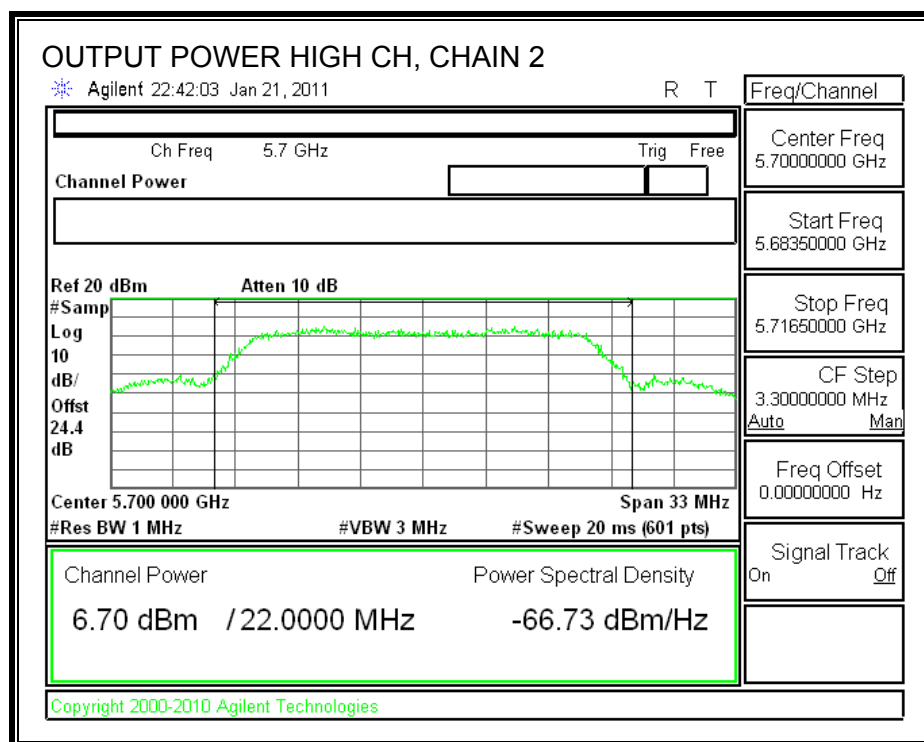 OUTPUT POWER HIGH CH, CHAIN 2
Agilent 22:42:03 Jan 21, 2011 R T
Freq/Channel
Ch Freq 5.7 GHz Trig Free
Channel Power
Center Freq
5.70000000 GHz
Start Freq
5.68350000 GHz
Stop Freq
5.71650000 GHz
CF Step
3.30000000 MHz
Auto Man
Freq Offset
0.00000000 Hz
Signal Track
On Off
Ref 20 dBm Atten 10 dB
#Samp
Log
10
dB/
Offst
24.4
dB
Center 5.700 000 GHz Span 33 MHz
#Res BW 1 MHz #VBW 3 MHz #Sweep 20 ms (601 pts)
Channel Power Power Spectral Density
6.70 dBm / 22.0000 MHz -66.73 dBm/Hz
Copyright 2000-2010 Agilent Technologies